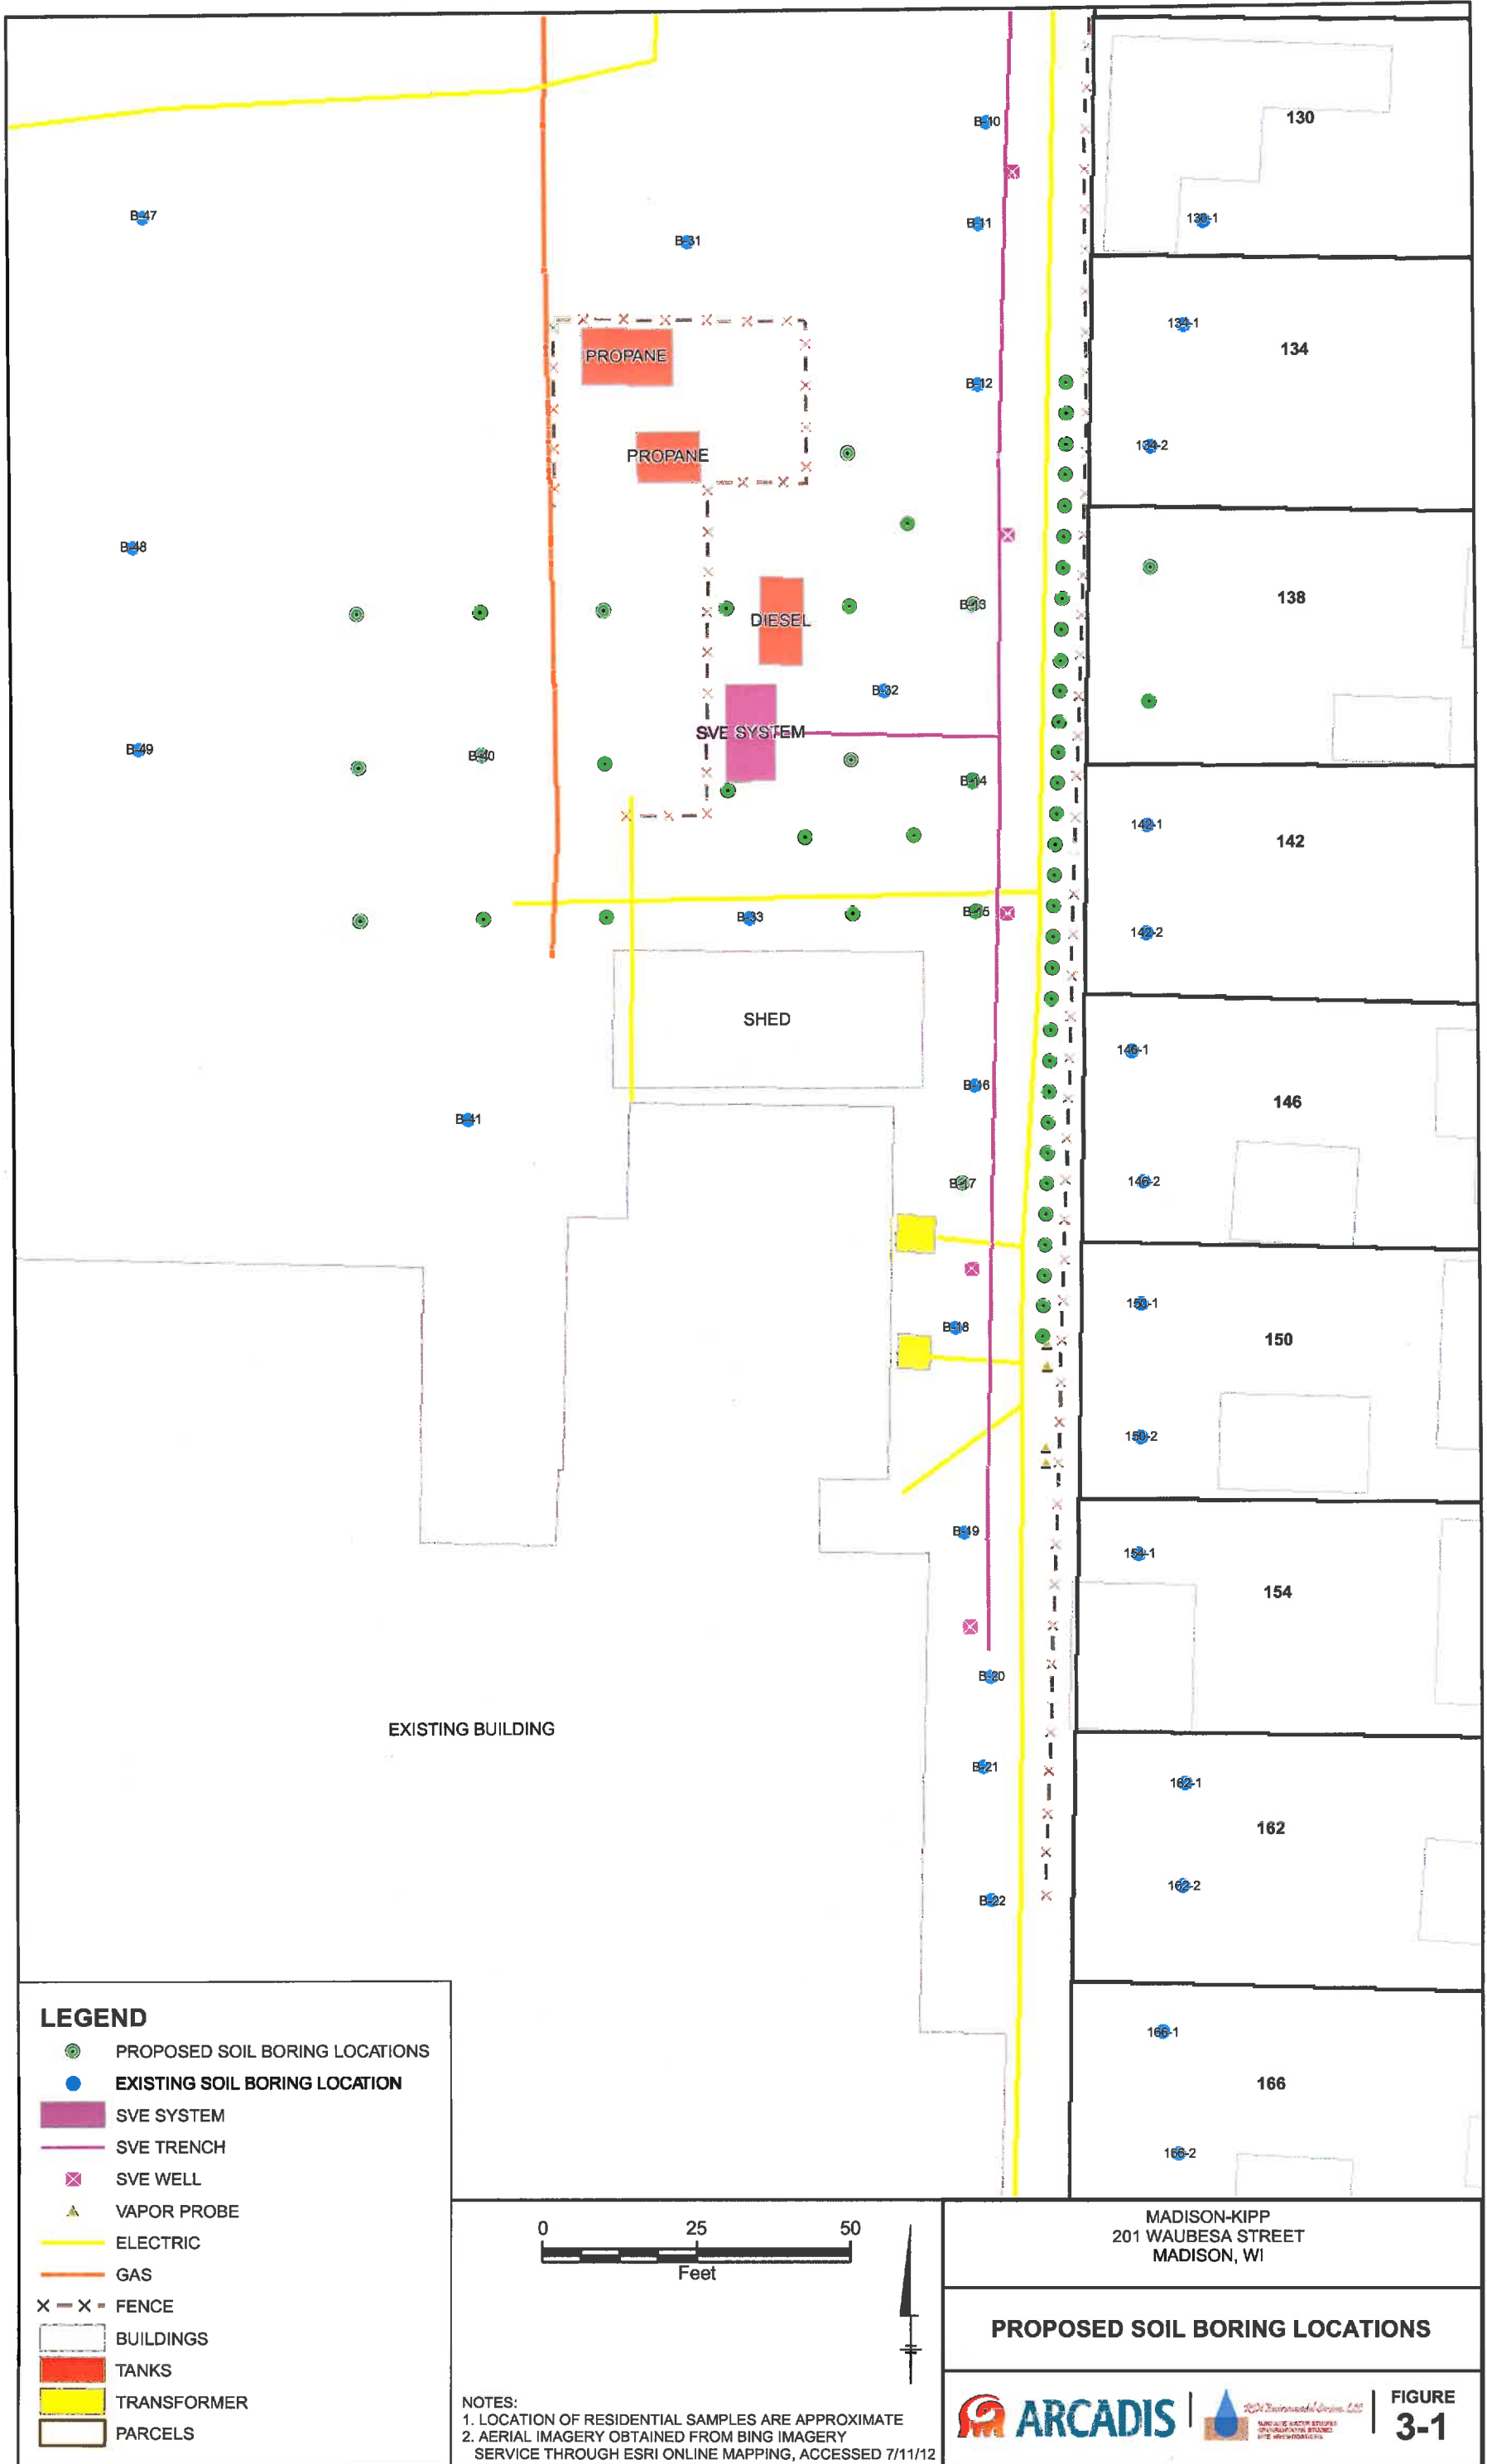 B-10
130
B-47
B-11
130-1
B-31
134-1
134
PROPANE
B-12
134-2
PROPANE
B-48
138
B-13
DIESEL
B-32
SVE SYSTEM
B-49
B-40
B-14
142-1
142
B-15
B-33
142-2
SHED
146-1
B-16
146
B-41
B-17
146-2
150-1
B-18
150
150-2
B-19
154-1
154
B-20
EXISTING BUILDING
B-21
162-1
162
162-2
B-22
166-1
166
166-2
LEGEND
PROPOSED SOIL BORING LOCATIONS
EXISTING SOIL BORING LOCATION
SVE SYSTEM
SVE TRENCH
SVE WELL
VAPOR PROBE
ELECTRIC
GAS
X — X - FENCE
BUILDINGS
TANKS
TRANSFORMER
PARCELS
0 25 50
Feet
NOTES:
1. LOCATION OF RESIDENTIAL SAMPLES ARE APPROXIMATE
2. AERIAL IMAGERY OBTAINED FROM BING IMAGERY
SERVICE THROUGH ESRI ONLINE MAPPING, ACCESSED 7/11/12
MADISON-KIPP
201 WAUBESA STREET
MADISON, WI
PROPOSED SOIL BORING LOCATIONS
ARCADIS
FIGURE
3-1